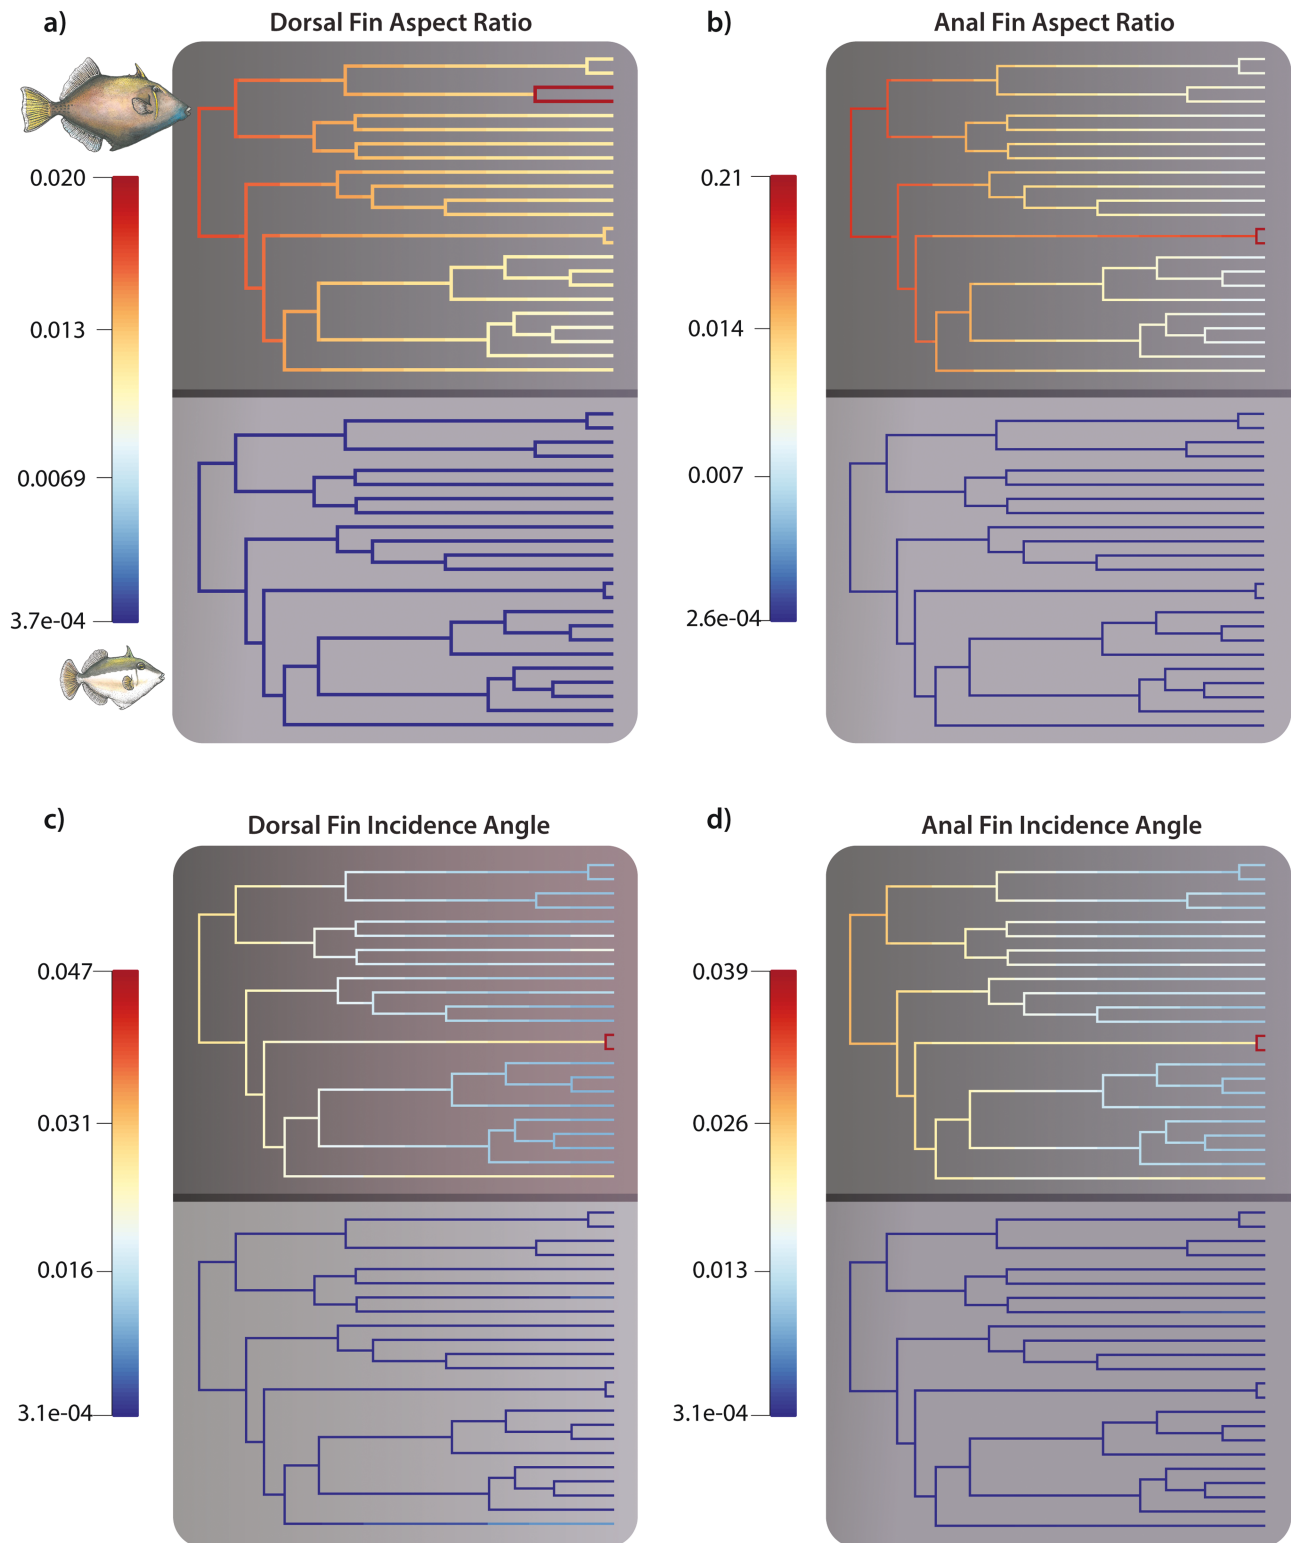 a)
Dorsal Fin Aspect Ratio
0.020
0.013
0.0069
3.7e-04
b)
Anal Fin Aspect Ratio
0.21
0.014
0.007
2.6e-04
c)
Dorsal Fin Incidence Angle
0.047
0.031
0.016
3.1e-04
d)
Anal Fin Incidence Angle
0.039
0.026
0.013
3.1e-04